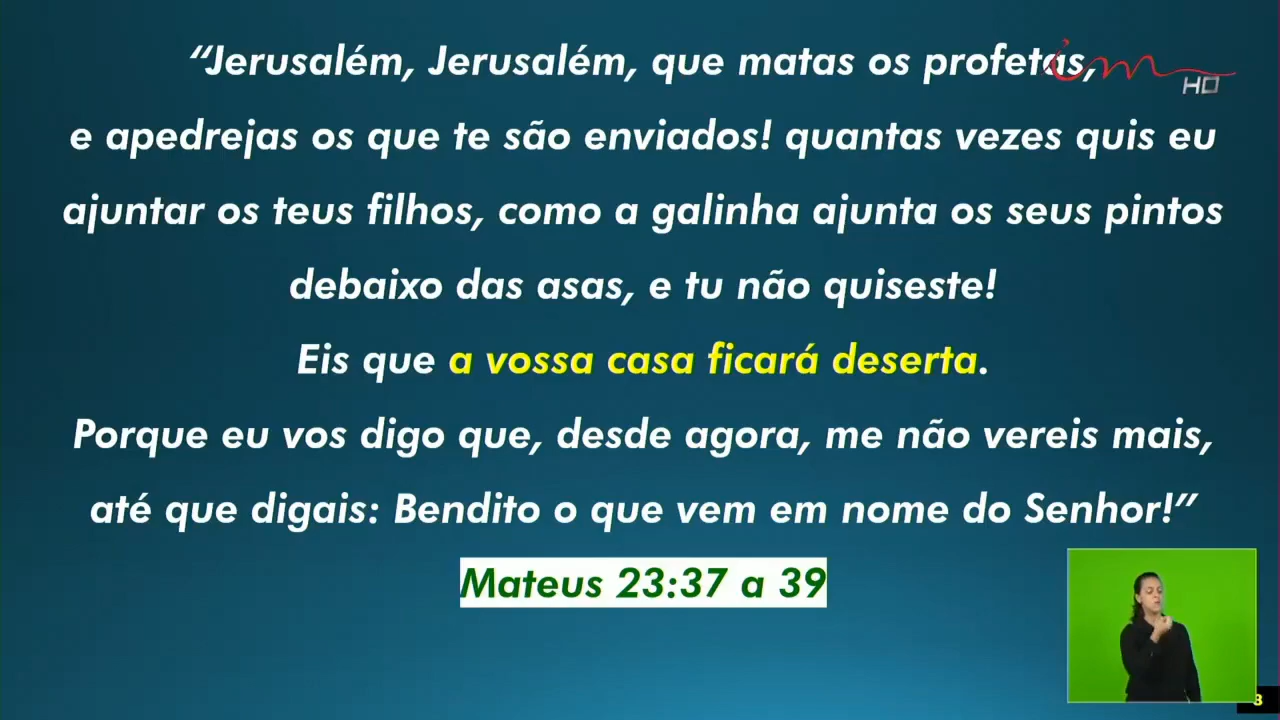 “Jerusalém, Jerusalém, que matas os profetas,
im
HD
e apedrejas os que te são enviados! quantas vezes quis eu
ajuntar os teus filhos, como a galinha ajunta os seus pintos
debaixo das asas, e tu não quiseste!
Eis que a vossa casa ficará deserta.
Porque eu vos digo que, desde agora, me não vereis mais,
até que digais: Bendito o que vem em nome do Senhor!”
Mateus 23:37 a 39
3